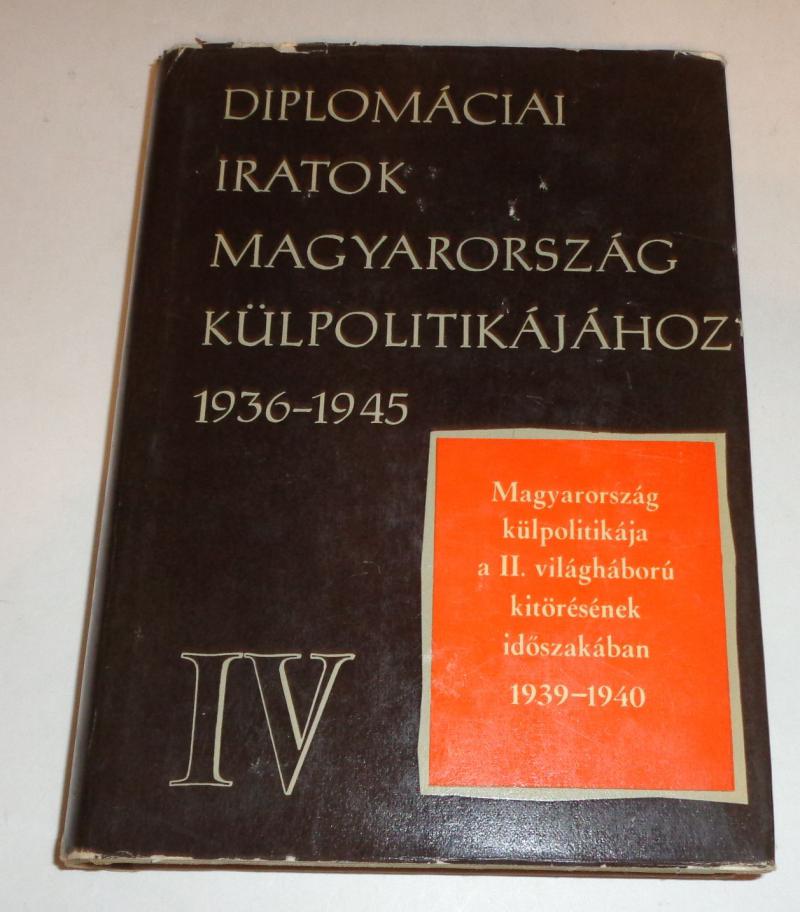 DIPLOMÁCIAI
IRATOK
MAGYARORSZÁG
KÜLPOLITIKÁJÁHOZ
1936–1945
Magyarország
külpolitikája
a II. világháború
kitörésének
időszakában
1939–1940
IV